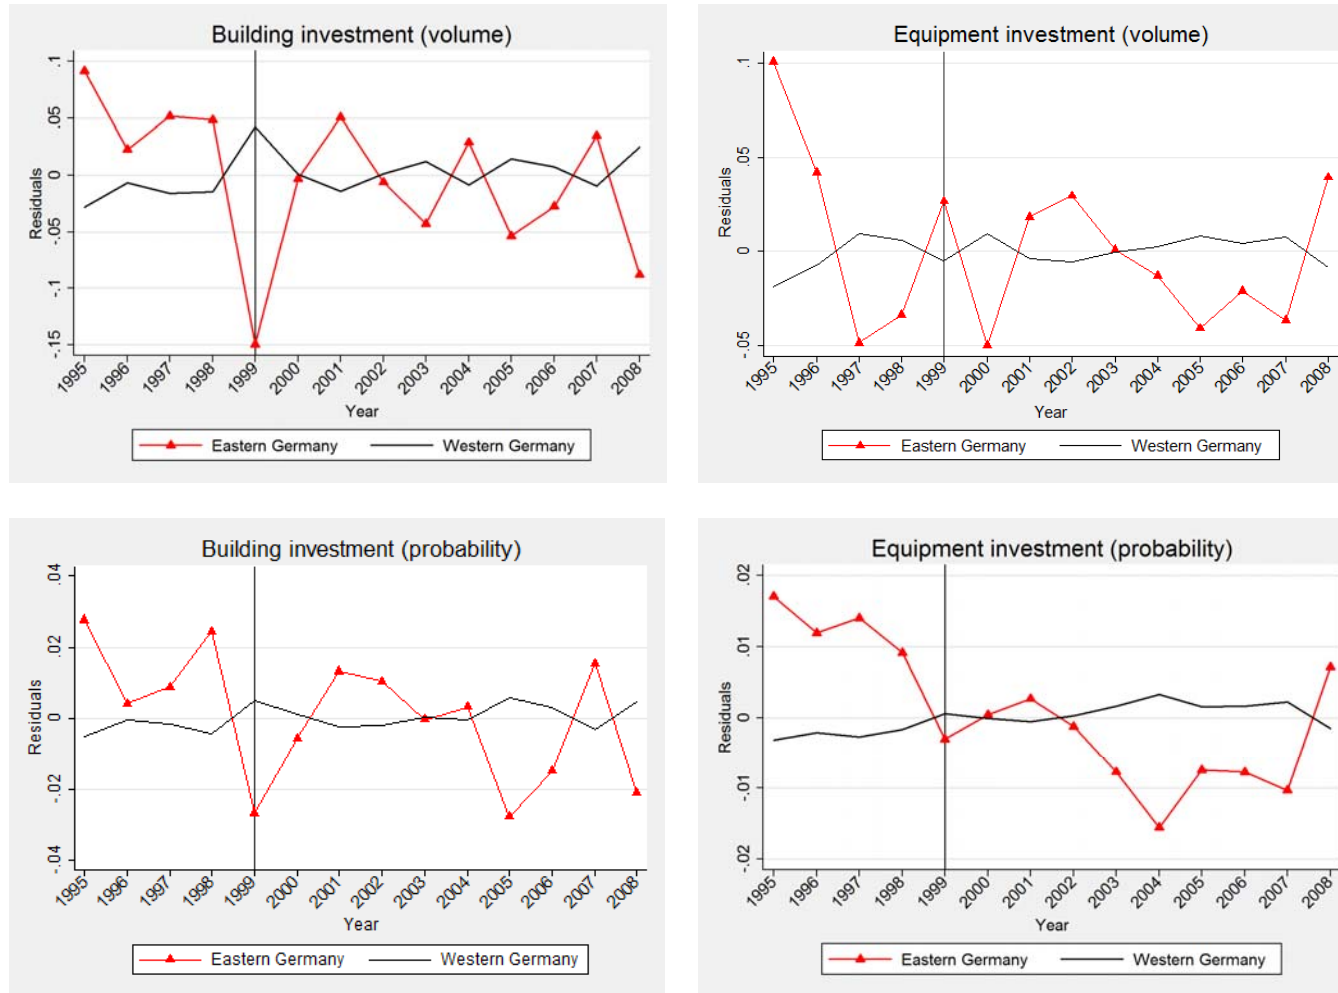 Building investment (volume)
Residuals
.1
.05
0
-.05
-.1
-.15
1995 1996 1997 1998 1999 2000 2001 2002 2003 2004 2005 2006 2007 2008
Year
Eastern Germany Western Germany
Equipment investment (volume)
Residuals
.1
.05
0
-.05
1995 1996 1997 1998 1999 2000 2001 2002 2003 2004 2005 2006 2007 2008
Year
Eastern Germany Western Germany
Building investment (probability)
Residuals
.04
.02
0
-.02
-.04
1995 1996 1997 1998 1999 2000 2001 2002 2003 2004 2005 2006 2007 2008
Year
Eastern Germany Western Germany
Equipment investment (probability)
Residuals
.02
.01
0
-.01
-.02
1995 1996 1997 1998 1999 2000 2001 2002 2003 2004 2005 2006 2007 2008
Year
Eastern Germany Western Germany